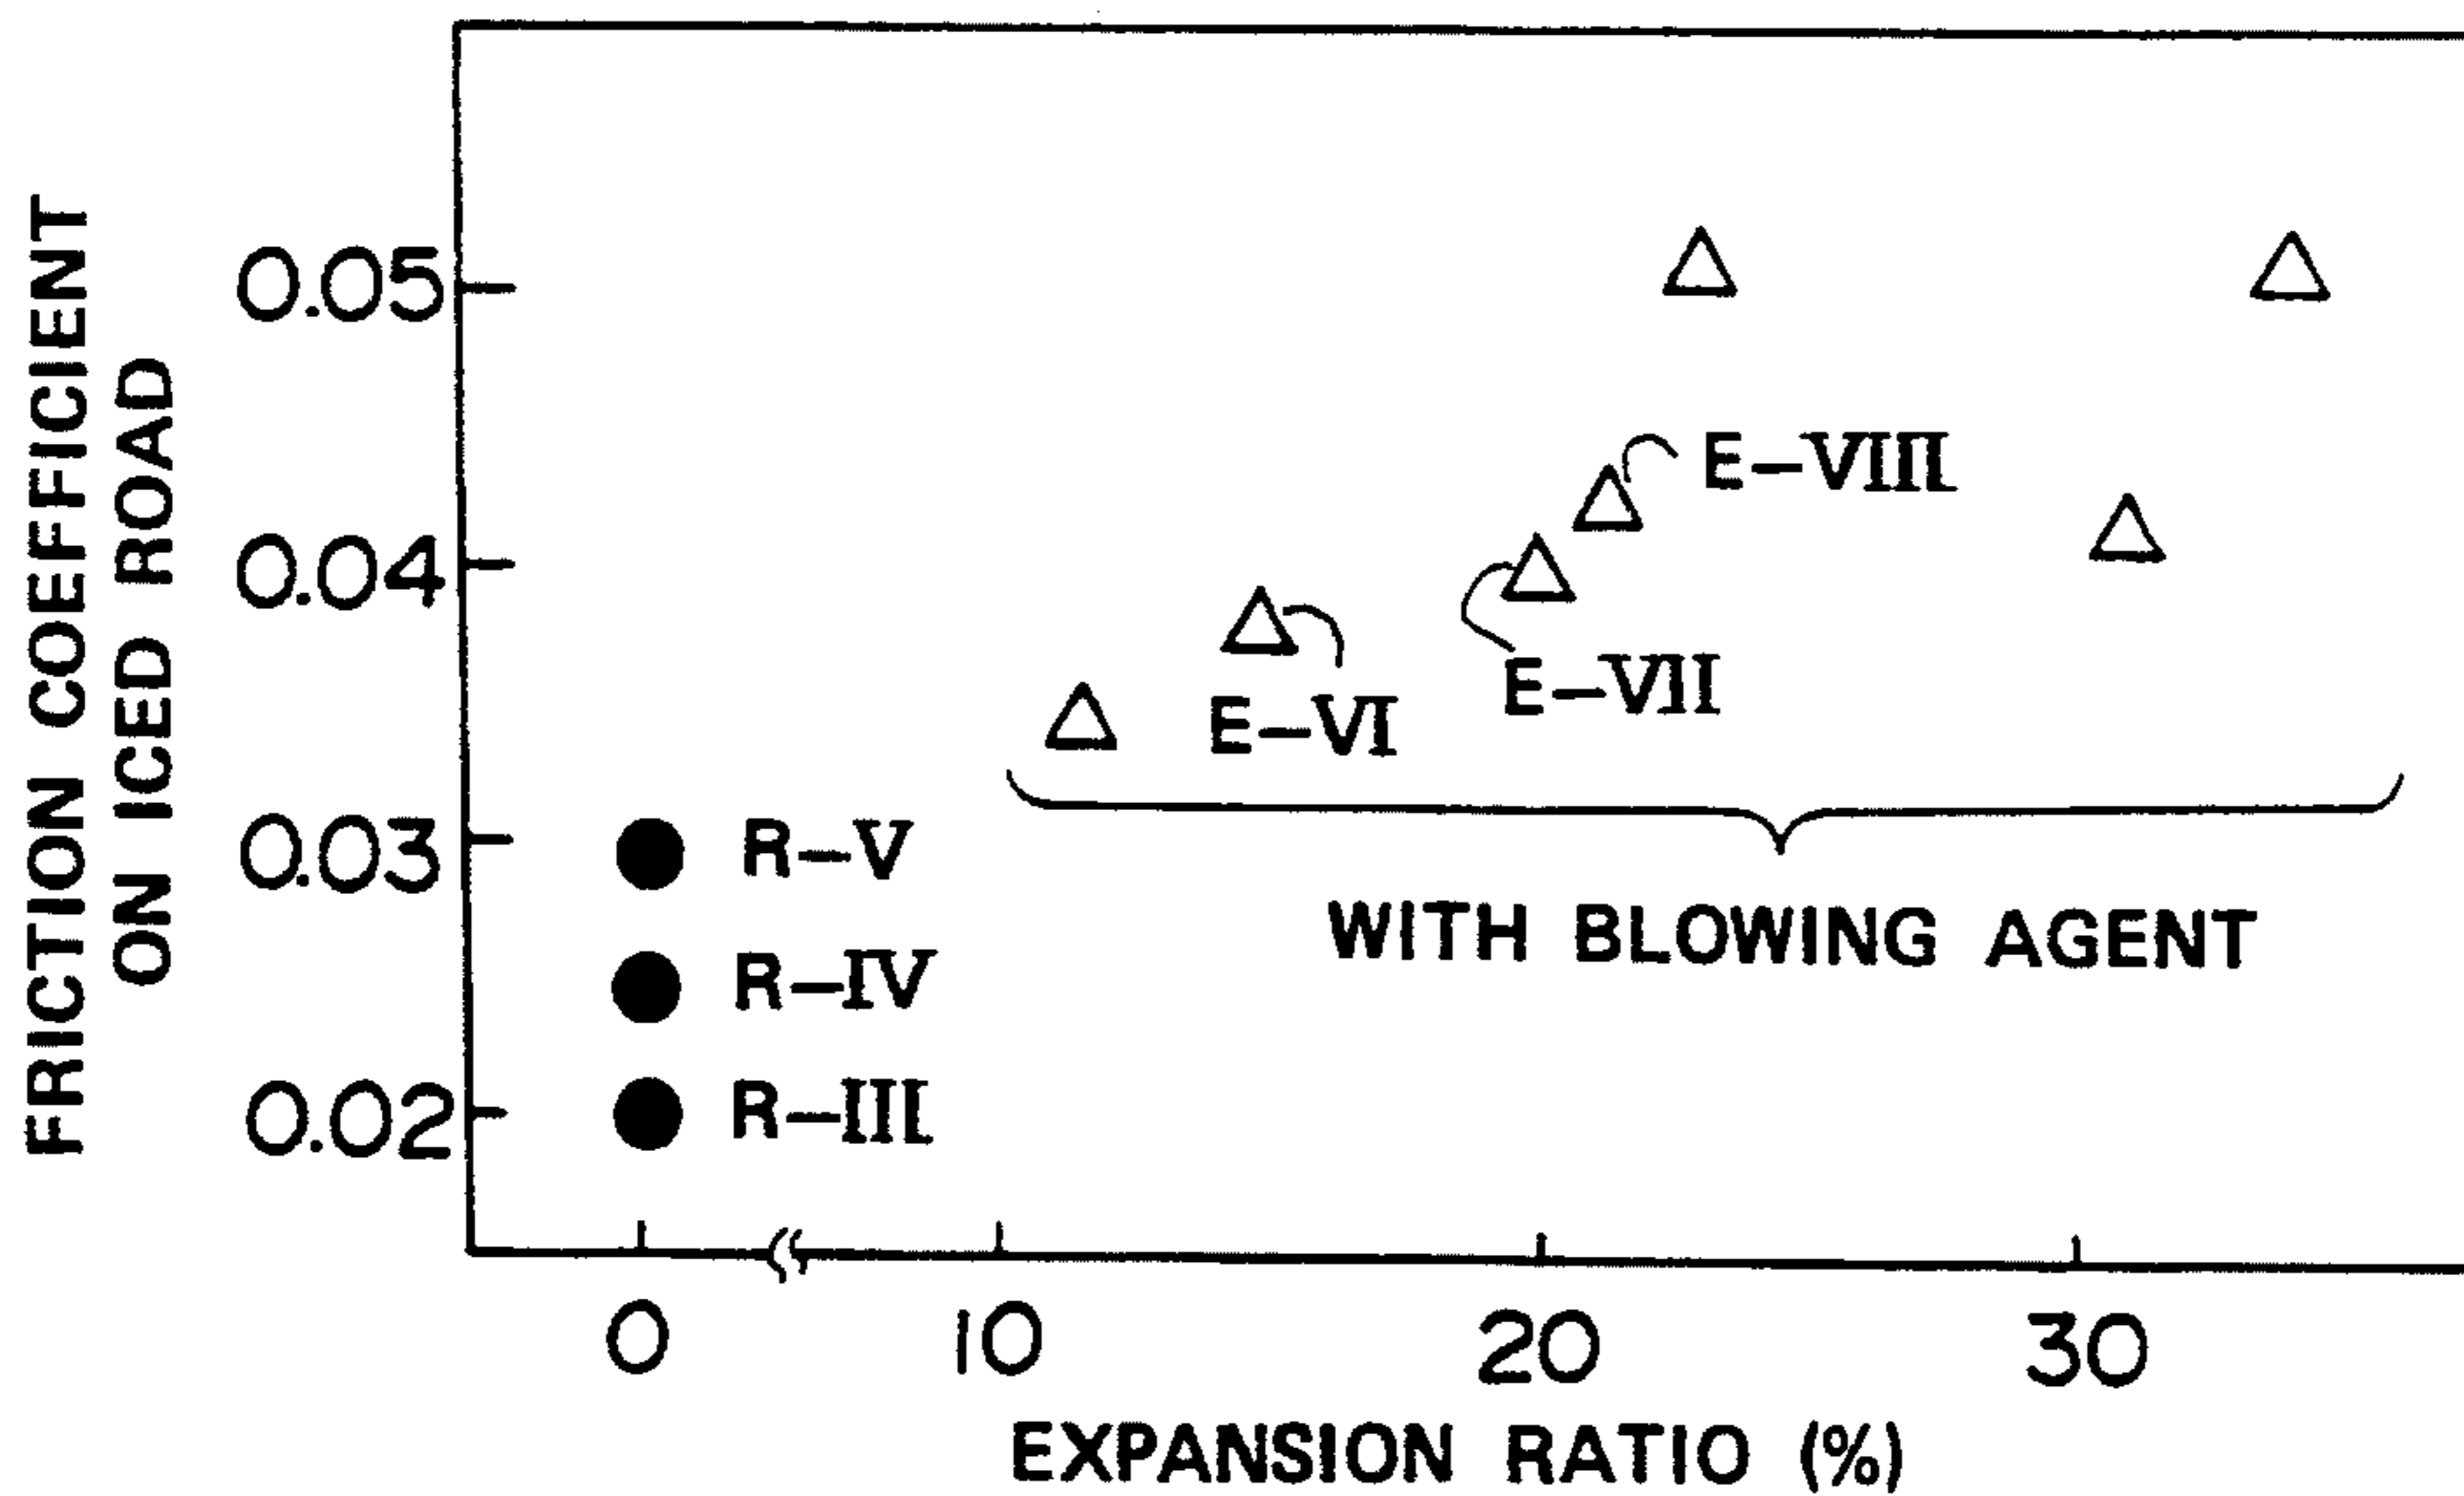 FRICTION COEFFICIENT
ON ICED ROAD
0.05
0.04
0.03
0.02
E-VIII
E-VII
E-VI
R-V
R-IV
R-III
WITH BLOWING AGENT
0 10 20 30
EXPANSION RATIO (%)